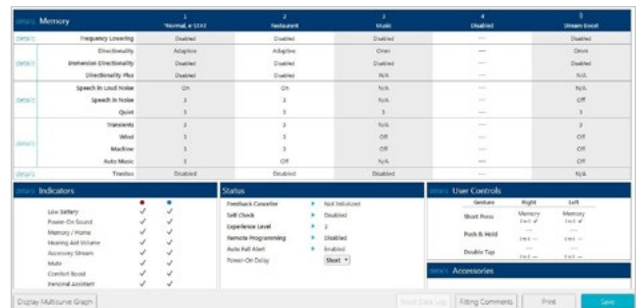 details Memory 1 2 3 4 5
*Normal, e-STAT Restaurant Music Disabled Stream Boost
details Frequency Lowering Disabled Disabled Disabled --- Disabled
Directionality Adaptive Adaptive Omni --- Omni
details Immersion Directionality Disabled Disabled Disabled --- Disabled
Directionality Plus Disabled Disabled N/A --- N/A
Speech in Loud Noise On On N/A --- N/A
details Speech in Noise 3 3 N/A --- Off
Quiet 3 3 3 --- 3
Transients 3 3 N/A --- 3
Wind 3 3 Off --- Off
details Machine 3 3 Off --- Off
Auto Music 3 Off N/A --- Off
details Tinnitus Disabled Disabled Disabled --- N/A
details Indicators
Low Battery ✓ ✓
Power-On Sound ✓ ✓
Memory / Home ✓ ✓
Hearing Aid Volume ✓ ✓
Accessory Stream ✓ ✓
Mute ✓ ✓
Comfort Boost ✓ ✓
Personal Assistant ✓ ✓
Status
Feedback Canceller Not Initialized
Self Check Disabled
Experience Level 3
Remote Programming Disabled
Auto Fall Alert Enabled
Power-On Delay Short
details User Controls
Gesture Right Left
Short Press Memory Memory
Push & Hold --- ---
Double Tap --- ---
details Accessories
Display Multicurve Graph Read Data Log Fitting Comments Print Save